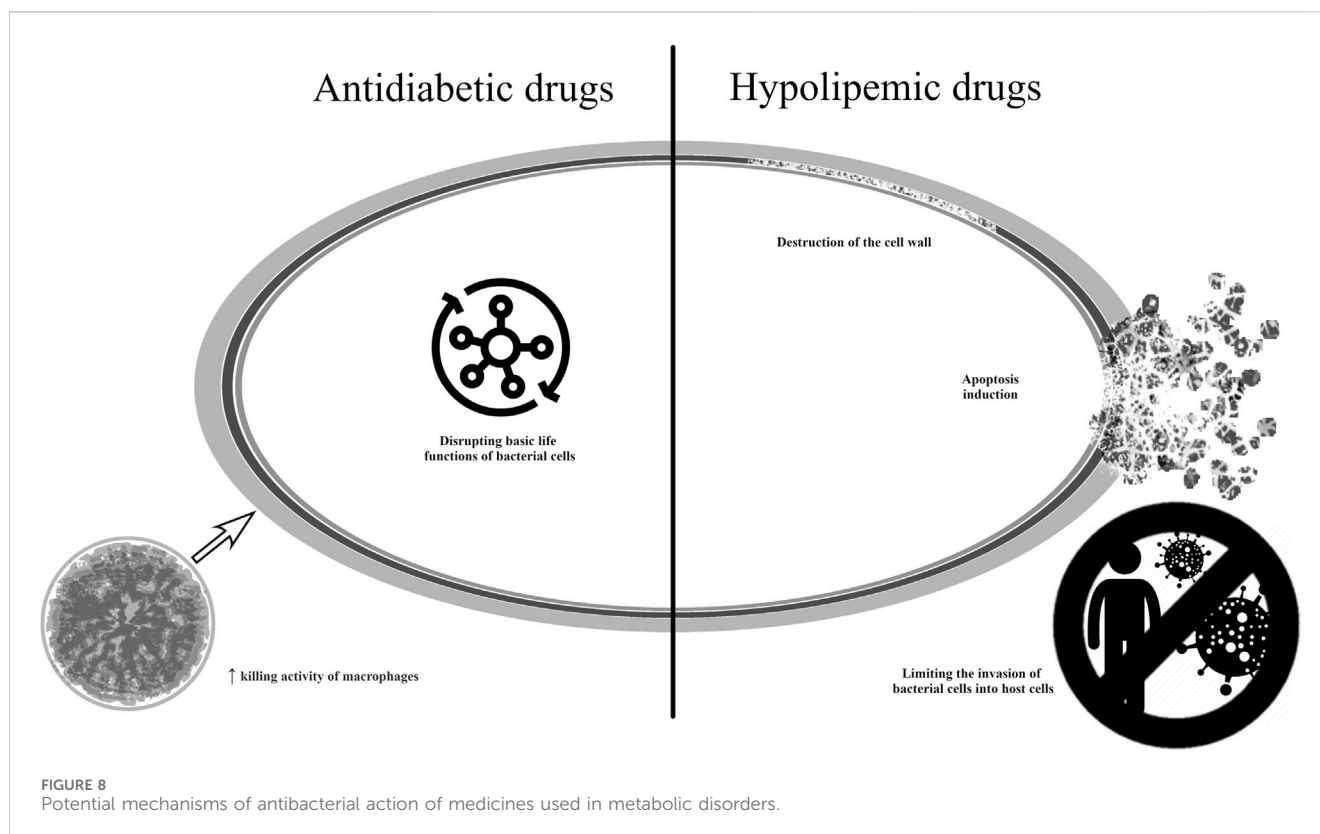 Antidiabetic drugs
Hypolipemic drugs
Destruction of the cell wall
Apoptosis
induction
Disrupting basic life
functions of bacterial cells
↑ killing activity of macrophages
Limiting the invasion of
bacterial cells into host cells
FIGURE 8
Potential mechanisms of antibacterial action of medicines used in metabolic disorders.